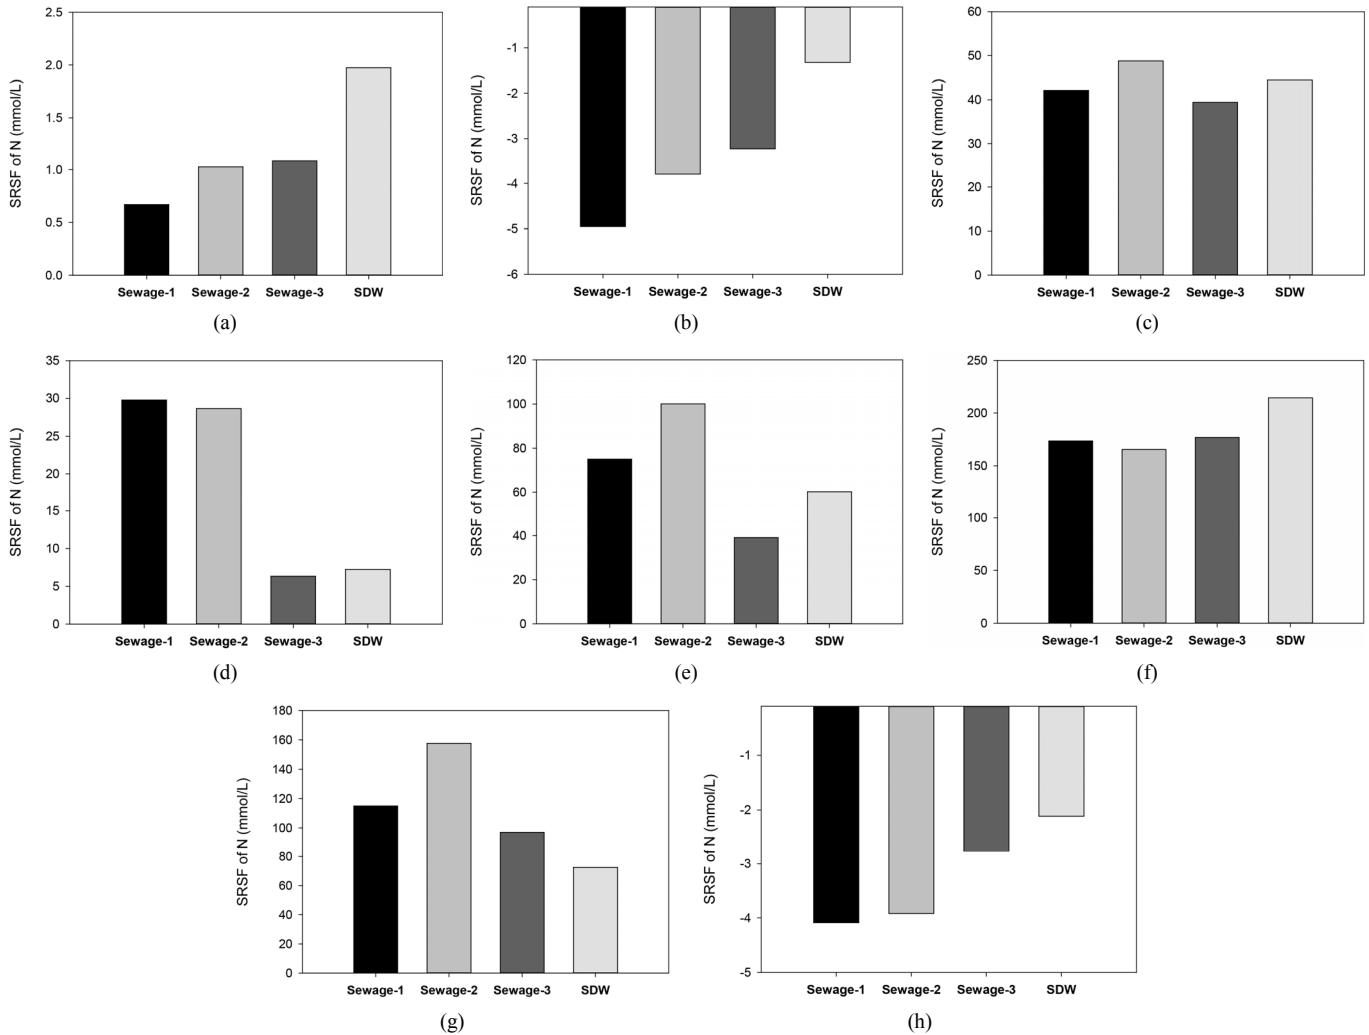 SRSF of N (mmol/L)
2.5
2.0
1.5
1.0
0.5
0.0
Sewage-1 Sewage-2 Sewage-3 SDW
(a)
SRSF of N (mmol/L)
-1
-2
-3
-4
-5
-6
Sewage-1 Sewage-2 Sewage-3 SDW
(b)
SRSF of N (mmol/L)
60
50
40
30
20
10
0
Sewage-1 Sewage-2 Sewage-3 SDW
(c)
SRSF of N (mmol/L)
35
30
25
20
15
10
5
0
Sewage-1 Sewage-2 Sewage-3 SDW
(d)
SRSF of N (mmol/L)
120
100
80
60
40
20
0
Sewage-1 Sewage-2 Sewage-3 SDW
(e)
SRSF of N (mmol/L)
250
200
150
100
50
0
Sewage-1 Sewage-2 Sewage-3 SDW
(f)
SRSF of N (mmol/L)
180
160
140
120
100
80
60
40
20
0
Sewage-1 Sewage-2 Sewage-3 SDW
(g)
SRSF of N (mmol/L)
-1
-2
-3
-4
-5
Sewage-1 Sewage-2 Sewage-3 SDW
(h)